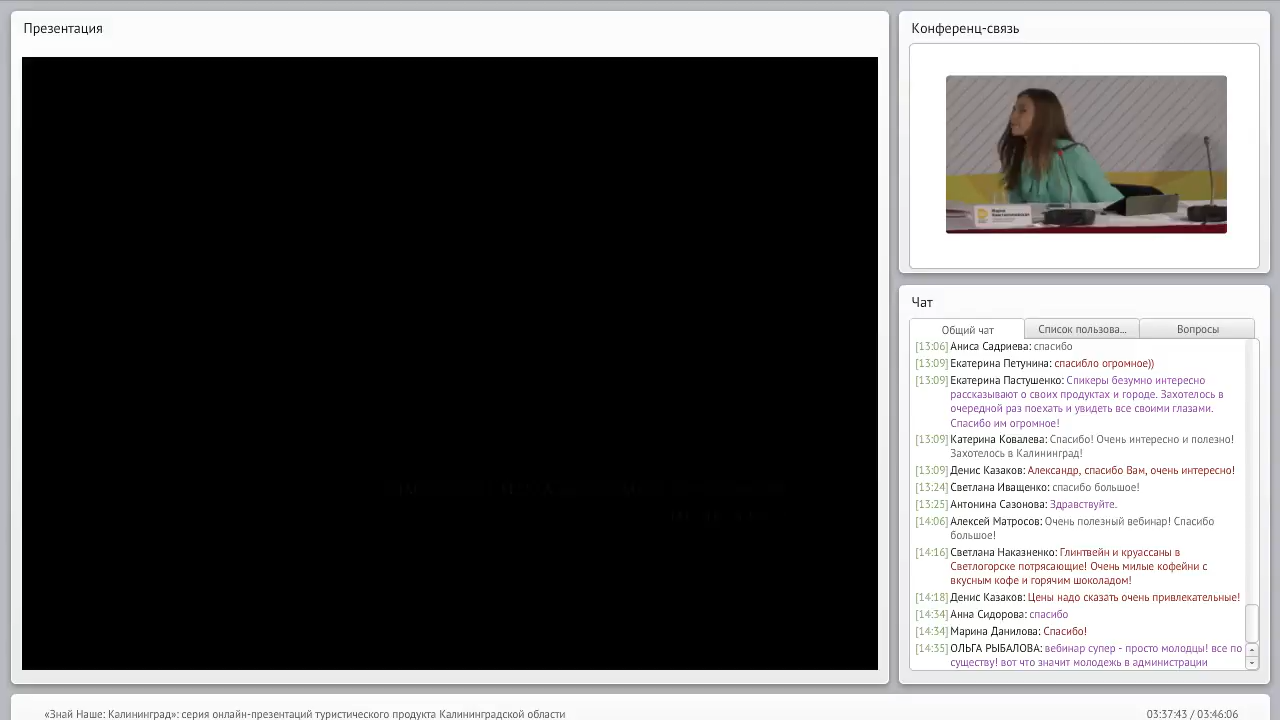 Презентация
Конференц-связь
Чат
Общий чат
Список пользова...
Вопросы
[13:06] Аниса Садриева: спасибо
[13:09] Екатерина Петунина: спасибло огромное))
[13:09] Екатерина Пастушенко: Спикеры безумно интересно
рассказывают о своих продуктах и городе. Захотелось в
очередной раз поехать и увидеть все своими глазами.
Спасибо им огромное!
[13:09] Катерина Ковалева: Спасибо! Очень интересно и полезно!
Захотелось в Калининград!
[13:09] Денис Казаков: Александр, спасибо Вам, очень интересно!
[13:24] Светлана Иващенко: спасибо большое!
[13:25] Антонина Сазонова: Здравствуйте.
[14:06] Алексей Матросов: Очень полезный вебинар! Спасибо
большое!
[14:16] Светлана Наказненко: Глинтвейн и круассаны в
Светлогорске потрясающие! Очень милые кофейни с
вкусным кофе и горячим шоколадом!
[14:18] Денис Казаков: Цены надо сказать очень привлекательные!
[14:34] Анна Сидорова: спасибо
[14:34] Марина Данилова: Спасибо!
[14:35] ОЛЬГА РЫБАЛОВА: вебинар супер - просто молодцы! все по
существу! вот что значит молодежь в администрации
«Знай Наше: Калининград»: серия онлайн-презентаций туристического продукта Калининградской области
03:37:43 / 03:46:06